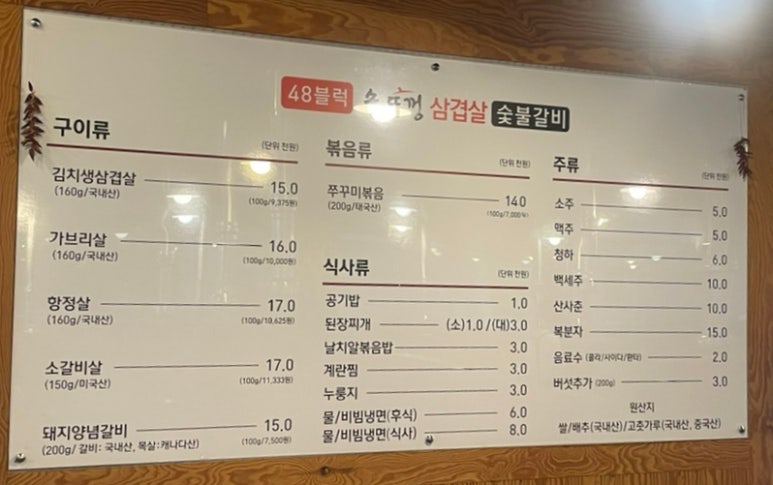 48블럭 솥뚜껑 삼겹살 숯불갈비
구이류
(단위 천원)
김치생삼겹살 15.0
(160g/국내산) (100g/9,375원)
가브리살 16.0
(160g/국내산) (100g/10,000원)
항정살 17.0
(160g/국내산) (100g/10,625원)
소갈비살 17.0
(150g/미국산) (100g/11,333원)
돼지양념갈비 15.0
(200g/갈비: 국내산, 목살:캐나다산) (100g/7,500원)
볶음류
(단위 천원)
쭈꾸미볶음 14.0
(200g/태국산) (100g/7,000원)
식사류
(단위 천원)
공기밥 1.0
된장찌개 (소)1.0/(대)3.0
날치알볶음밥 3.0
계란찜 3.0
누룽지 3.0
물/비빔냉면(후식) 6.0
물/비빔냉면(식사) 8.0
주류
(단위 천원)
소주 5.0
맥주 5.0
청하 6.0
백세주 10.0
산사춘 10.0
복분자 15.0
음료수 (콜라/사이다/환타) 2.0
버섯추가 (200g) 3.0
원산지
쌀/배추(국내산)/고춧가루(국내산, 중국산)